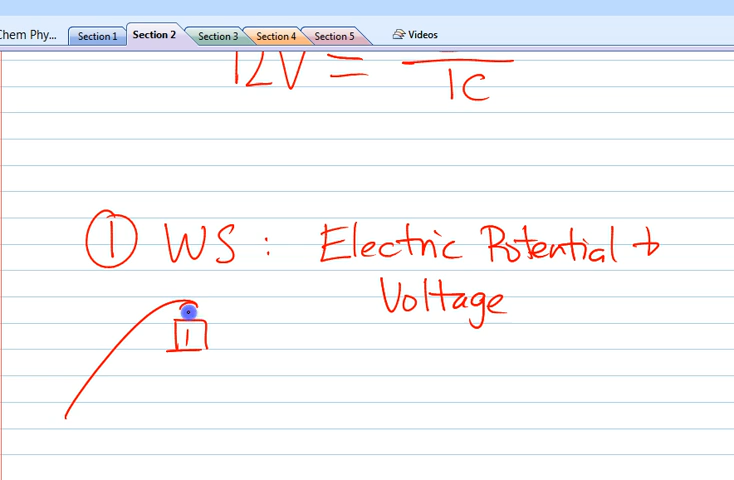 Chem Phy... Section 1 Section 2 Section 3 Section 4 Section 5 Videos
12V =
1C
① WS: Electric Potential +
Voltage
1